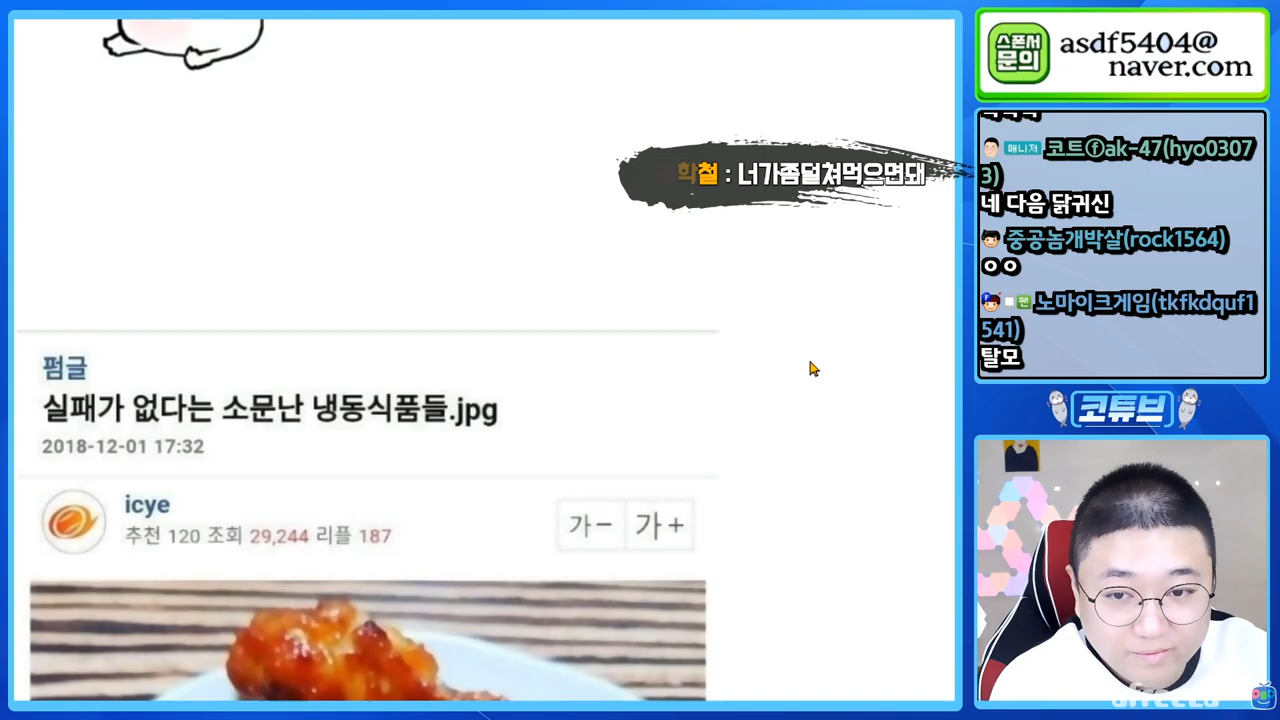 학철 : 너가좀덜쳐먹으면돼
펌글
실패가 없다는 소문난 냉동식품들.jpg
2018-12-01 17:32
icye
추천 120 조회 29,244 리플 187
가- 가+
스폰서
문의
asdf5404@
naver.com
매니저 코트ⓕak-47(hyo0307
3)
네 다음 닭귀신
중공놈개박살(rock1564)
ㅇㅇ
팬 노마이크게임(tkfkdquf1
541)
탈모
코튜브
afreeca